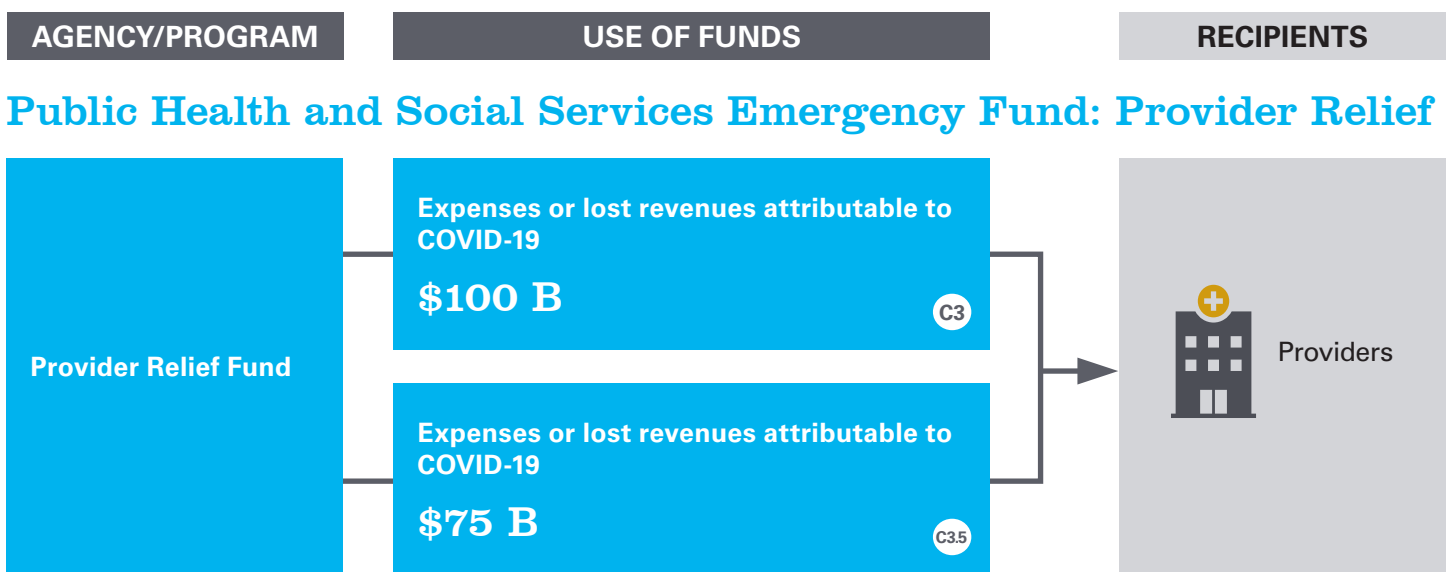 AGENCY/PROGRAM
USE OF FUNDS
RECIPIENTS
Public Health and Social Services Emergency Fund: Provider Relief
Provider Relief Fund
Expenses or lost revenues attributable to
COVID-19
$100 B
C3
Expenses or lost revenues attributable to
COVID-19
$75 B
C3.5
Providers